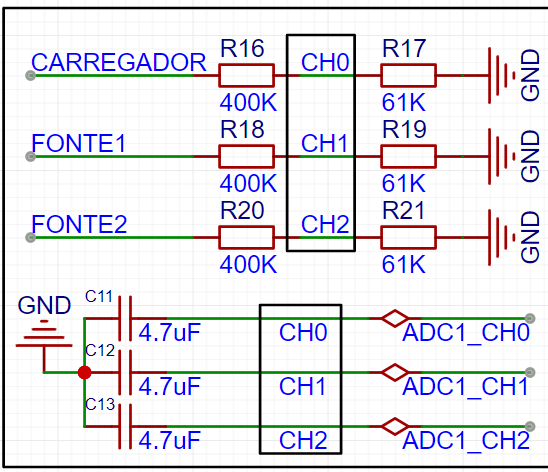 R16 R17
CARREGADOR CH0 GND
400K 61K
R18 R19
FONTE1 CH1 GND
400K 61K
R20 R21
FONTE2 CH2 GND
400K 61K
C11
GND CH0 ADC1_CH0
4.7uF
C12
CH1 ADC1_CH1
4.7uF
C13
CH2 ADC1_CH2
4.7uF